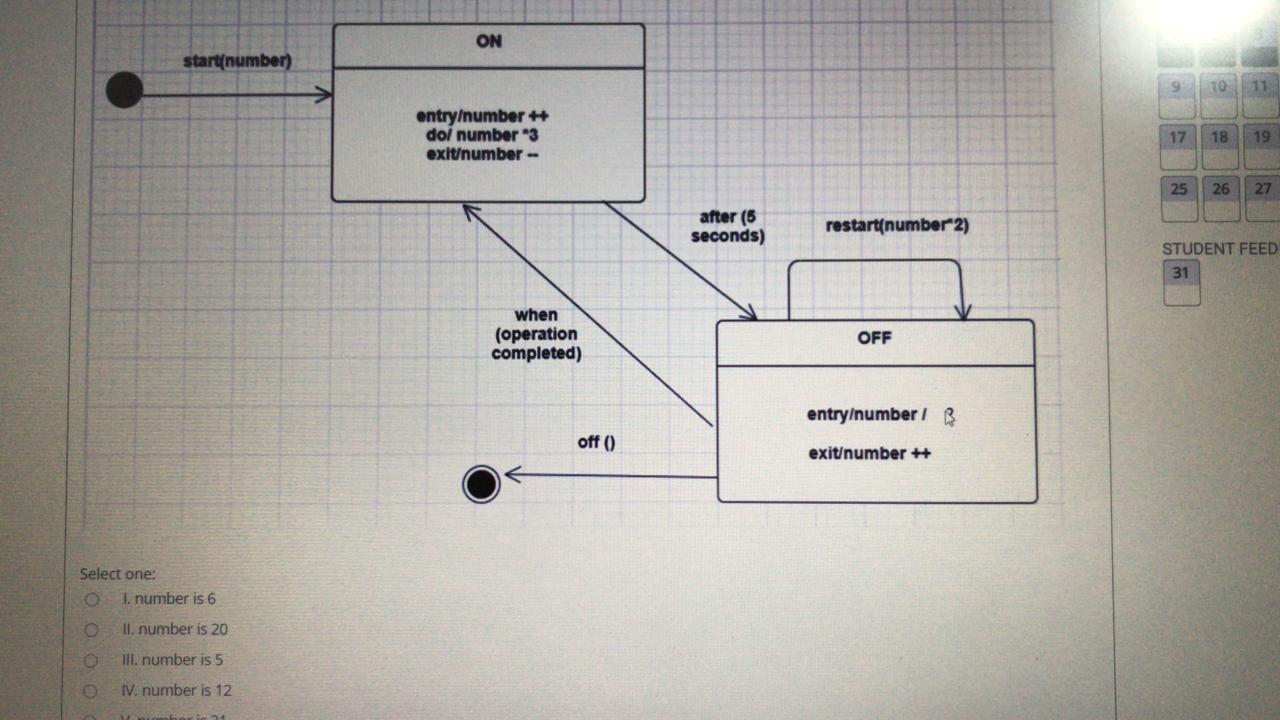 ON
start(number)
entry/number ++
do/ number *3
exit/number --
after (5
seconds)
restart(number*2)
when
(operation
completed)
OFF
entry/number /
exit/number ++
off ()
Select one:
I. number is 6
II. number is 20
III. number is 5
IV. number is 12
9 10 11
17 18 19
25 26 27
STUDENT FEED
31